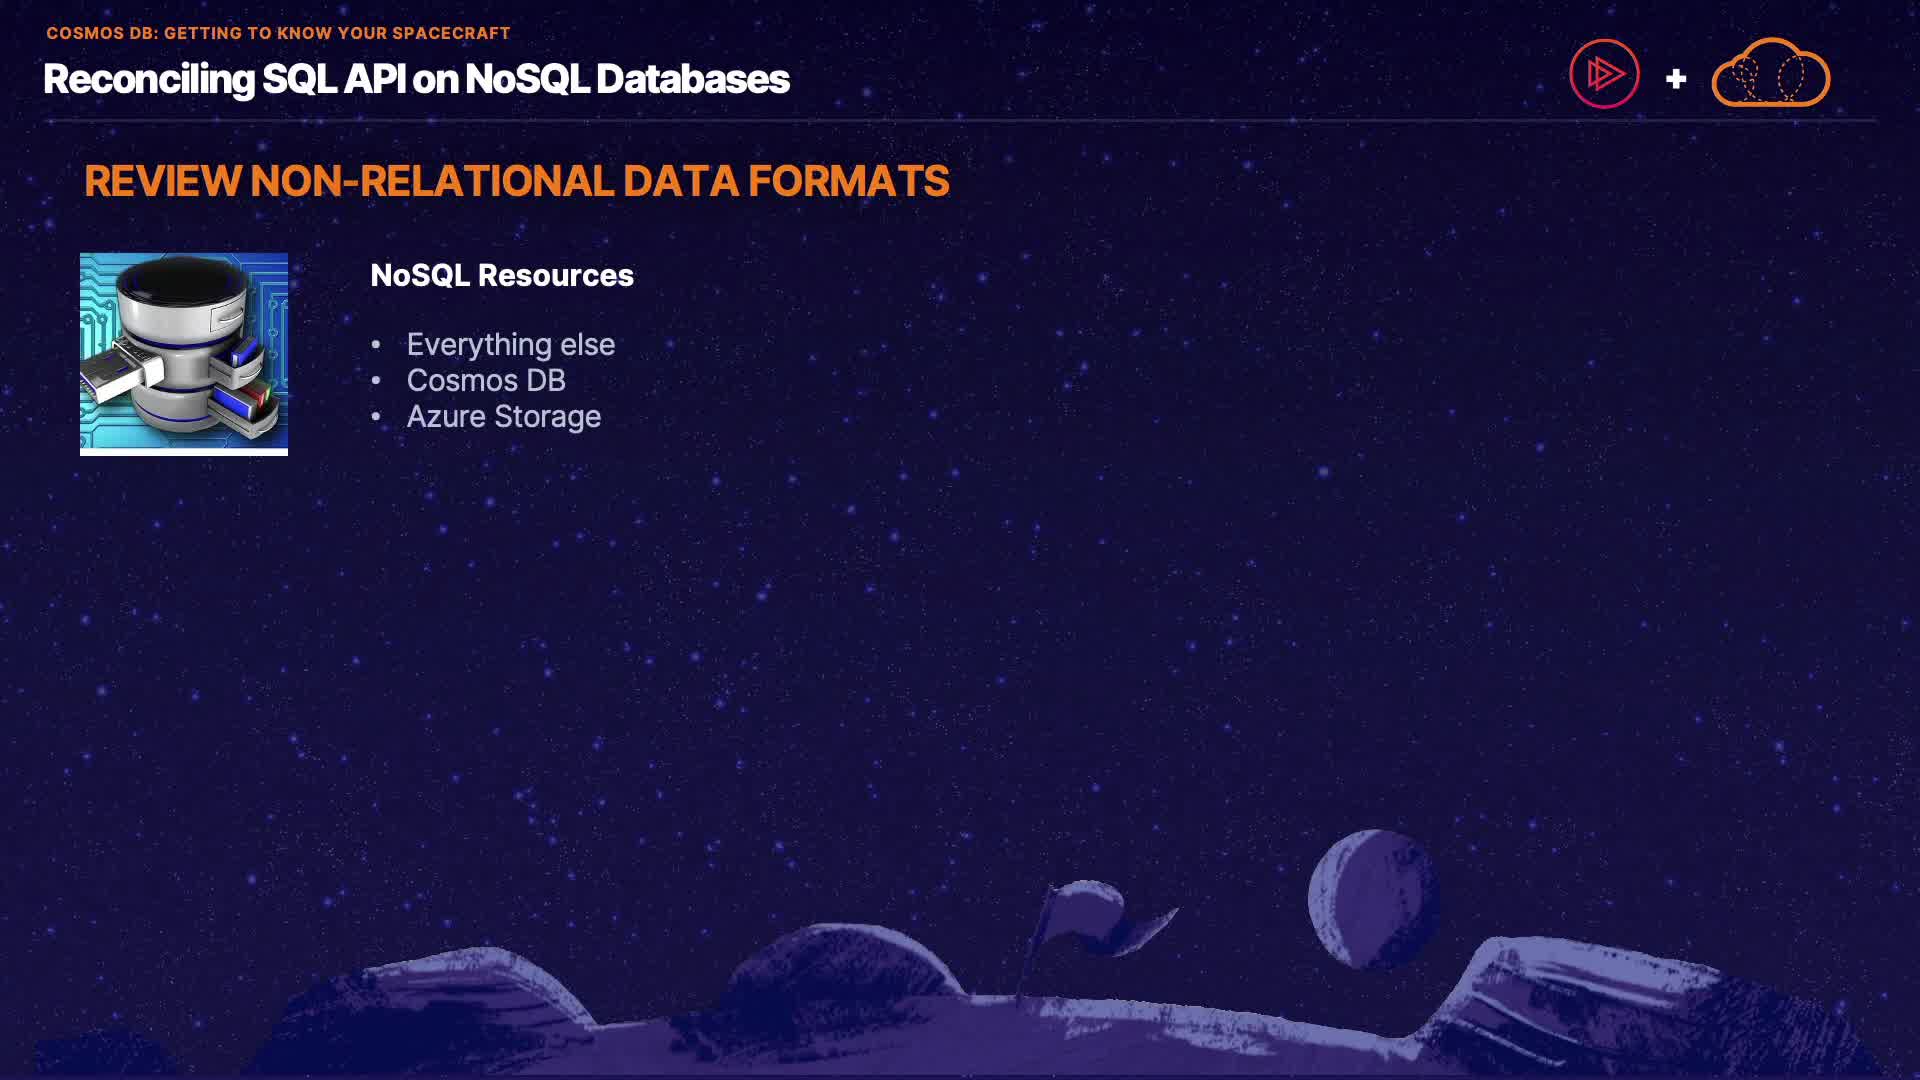 COSMOS DB: GETTING TO KNOW YOUR SPACECRAFT
Reconciling SQL API on NoSQL Databases
+
REVIEW NON-RELATIONAL DATA FORMATS
NoSQL Resources
• Everything else
• Cosmos DB
• Azure Storage